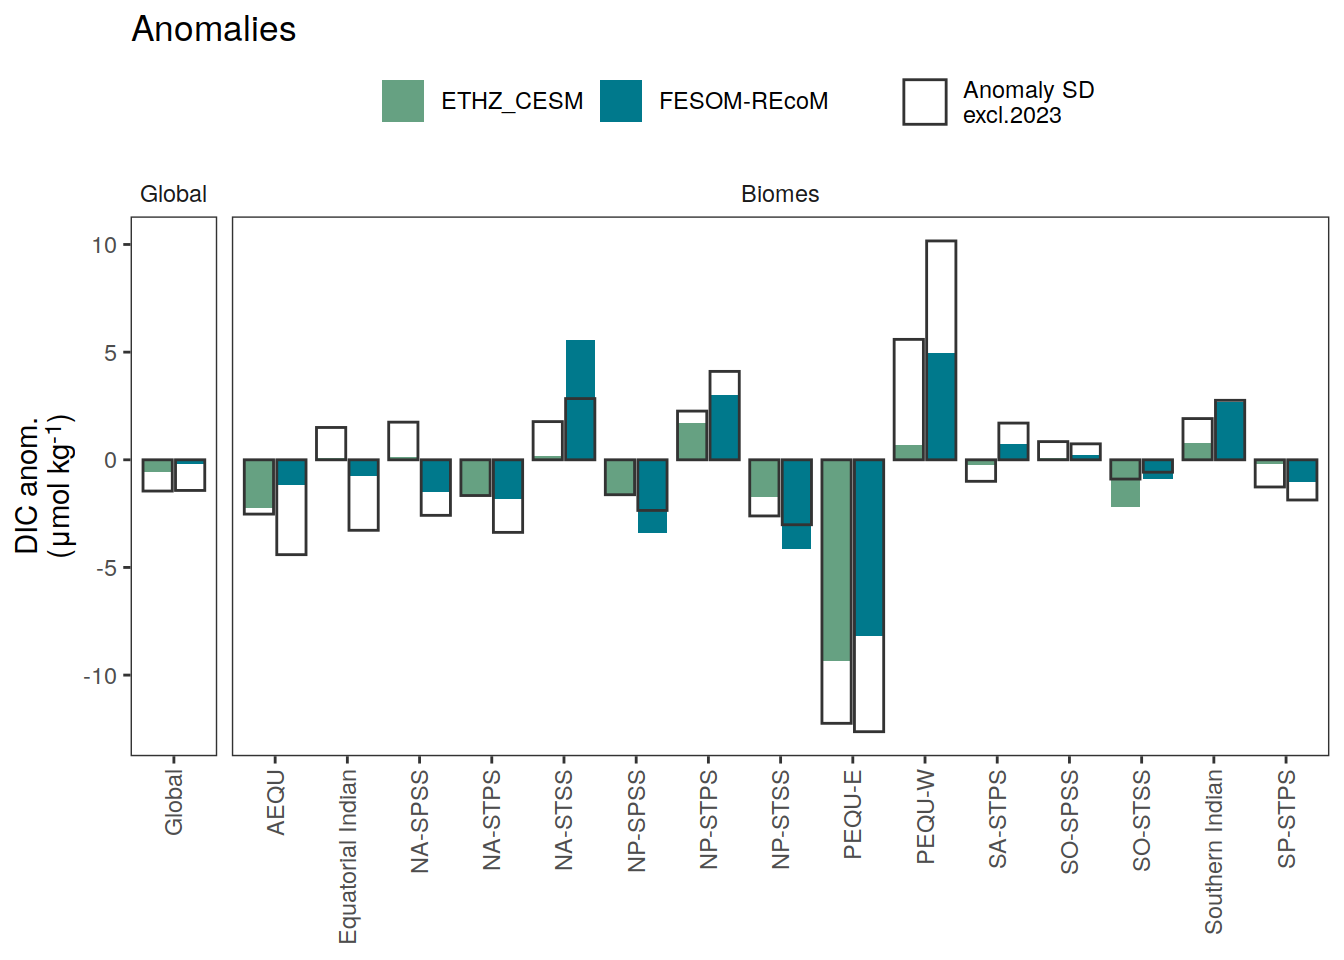 Anomalies
ETHZ_CESM
FESOM-REcoM
Anomaly SD
excl.2023
Global
Biomes
DIC anom.
(μmol kg⁻¹)
10
5
0
-5
-10
Global
AEQU
Equatorial Indian
NA-SPSS
NA-STPS
NA-STSS
NP-SPSS
NP-STPS
NP-STSS
PEQU-E
PEQU-W
SA-STPS
SO-SPSS
SO-STSS
Southern Indian
SP-STPS